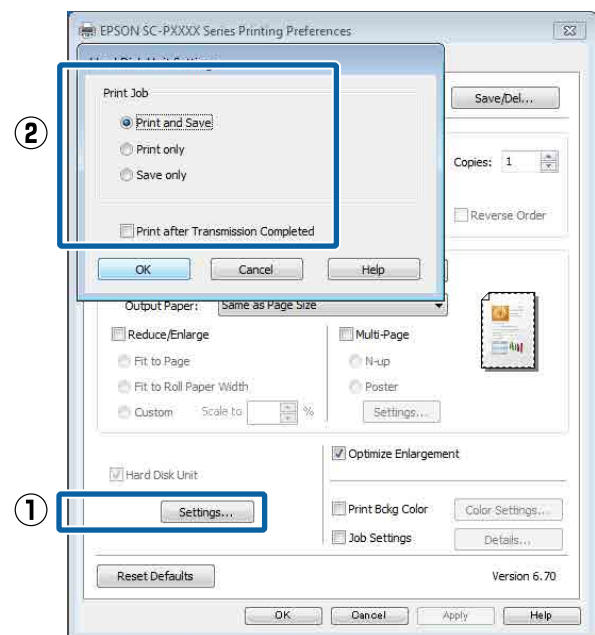 EPSON SC-PXXXX Series Printing Preferences
Print Job
Save/Del...
②
Print and Save
Print only
Copies: 1
Save only
Reverse Order
Print after Transmission Completed
OK Cancel Help
Output Paper: Same as Page Size
Reduce/Enlarge Multi-Page
Fit to Page N-up
Fit to Roll Paper Width Poster
Custom Scale to % Settings...
Optimize Enlargement
Hard Disk Unit
① Settings... Print Bckg Color Color Settings...
Job Settings Details...
Reset Defaults Version 6.70
OK Cancel Apply Help